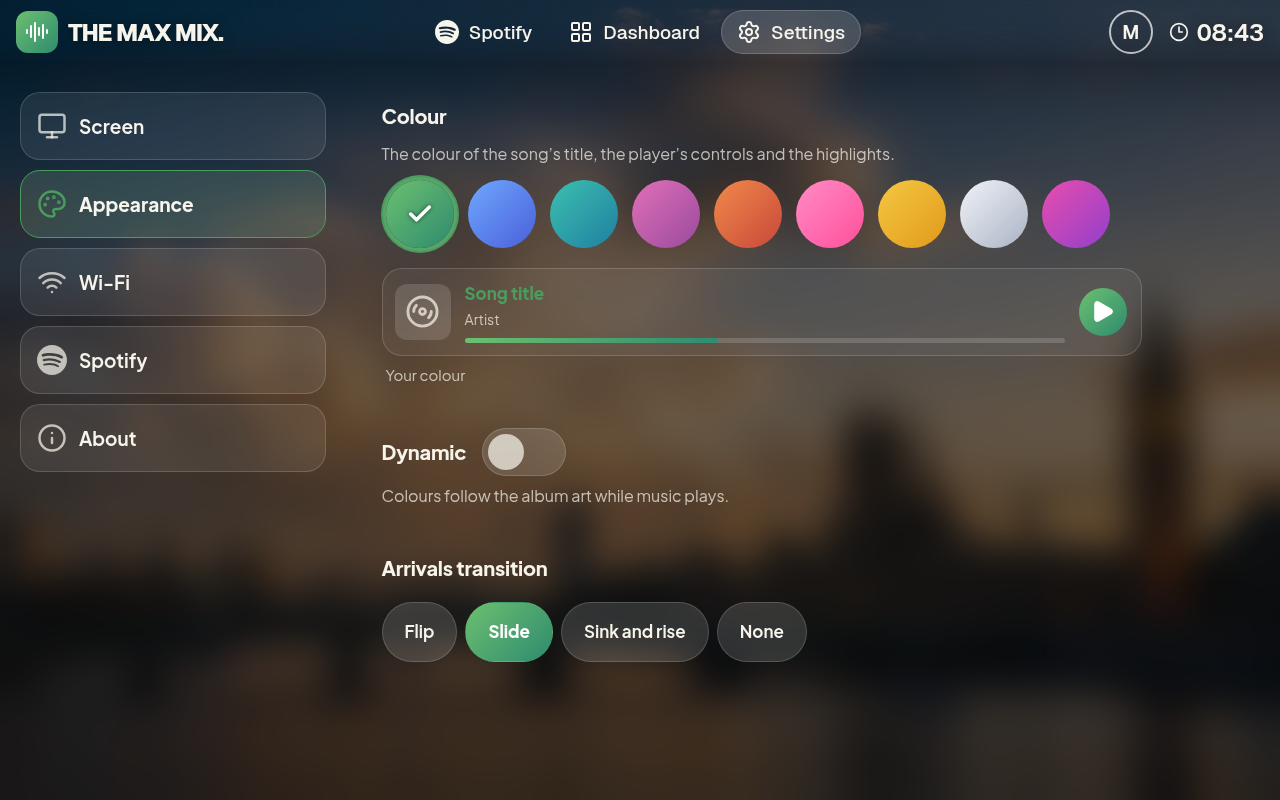 THE MAX MIX.
Spotify
Dashboard
Settings
M
08:43
Screen
Appearance
Wi-Fi
Spotify
About
Colour
The colour of the song's title, the player's controls and the highlights.
Song title
Artist
Your colour
Dynamic
Colours follow the album art while music plays.
Arrivals transition
Flip
Slide
Sink and rise
None